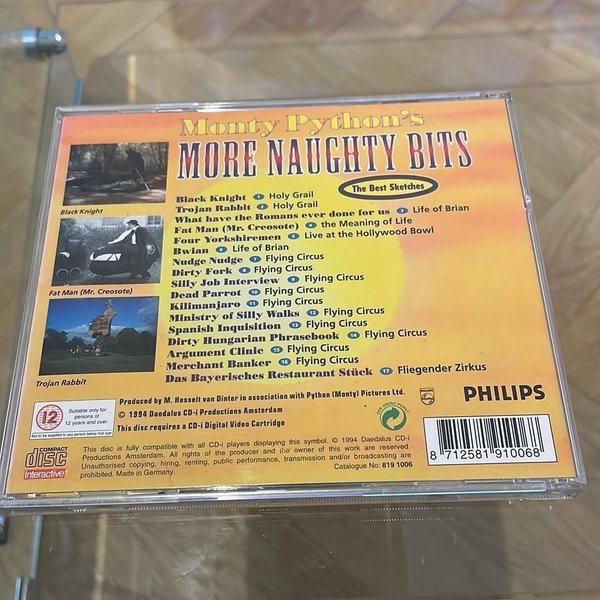 Monty Python's
MORE NAUGHTY BITS
The Best Sketches
Black Knight 1 Holy Grail
Trojan Rabbit 2 Holy Grail
What have the Romans ever done for us 3 Life of Brian
Fat Man (Mr. Creosote) 4 the Meaning of Life
Four Yorkshiremen 5 Live at the Hollywood Bowl
Bwian 6 Life of Brian
Nudge Nudge 7 Flying Circus
Dirty Fork 8 Flying Circus
Silly Job Interview 9 Flying Circus
Dead Parrot 10 Flying Circus
Kilimanjaro 11 Flying Circus
Ministry of Silly Walks 12 Flying Circus
Spanish Inquisition 13 Flying Circus
Dirty Hungarian Phrasebook 14 Flying Circus
Argument Clinic 15 Flying Circus
Merchant Banker 16 Flying Circus
Das Bayerisches Restaurant Stück 17 Fliegender Zirkus
Black Knight
Fat Man (Mr. Creosote)
Trojan Rabbit
Produced by M. Hesselt van Dinter in association with Python (Monty) Pictures Ltd.
© 1994 Daedalus CD-i Productions Amsterdam
This disc requires a CD-i Digital Video Cartridge
12
Suitable only for
persons of
12 years and over
Not to be supplied to any person below that age
PHILIPS
PHILIPS
COMPACT
disc
Interactive
This disc is fully compatible with all CD-i players displaying this symbol. © 1994 Daedalus CD-i
Productions Amsterdam. All rights of the producer and the owner of this work are reserved.
Unauthorised copying, hiring, renting, public performance, transmission and/or broadcasting are
prohibited. Made in Germany.
Catalogue No: 819 1006
8 712581 910068